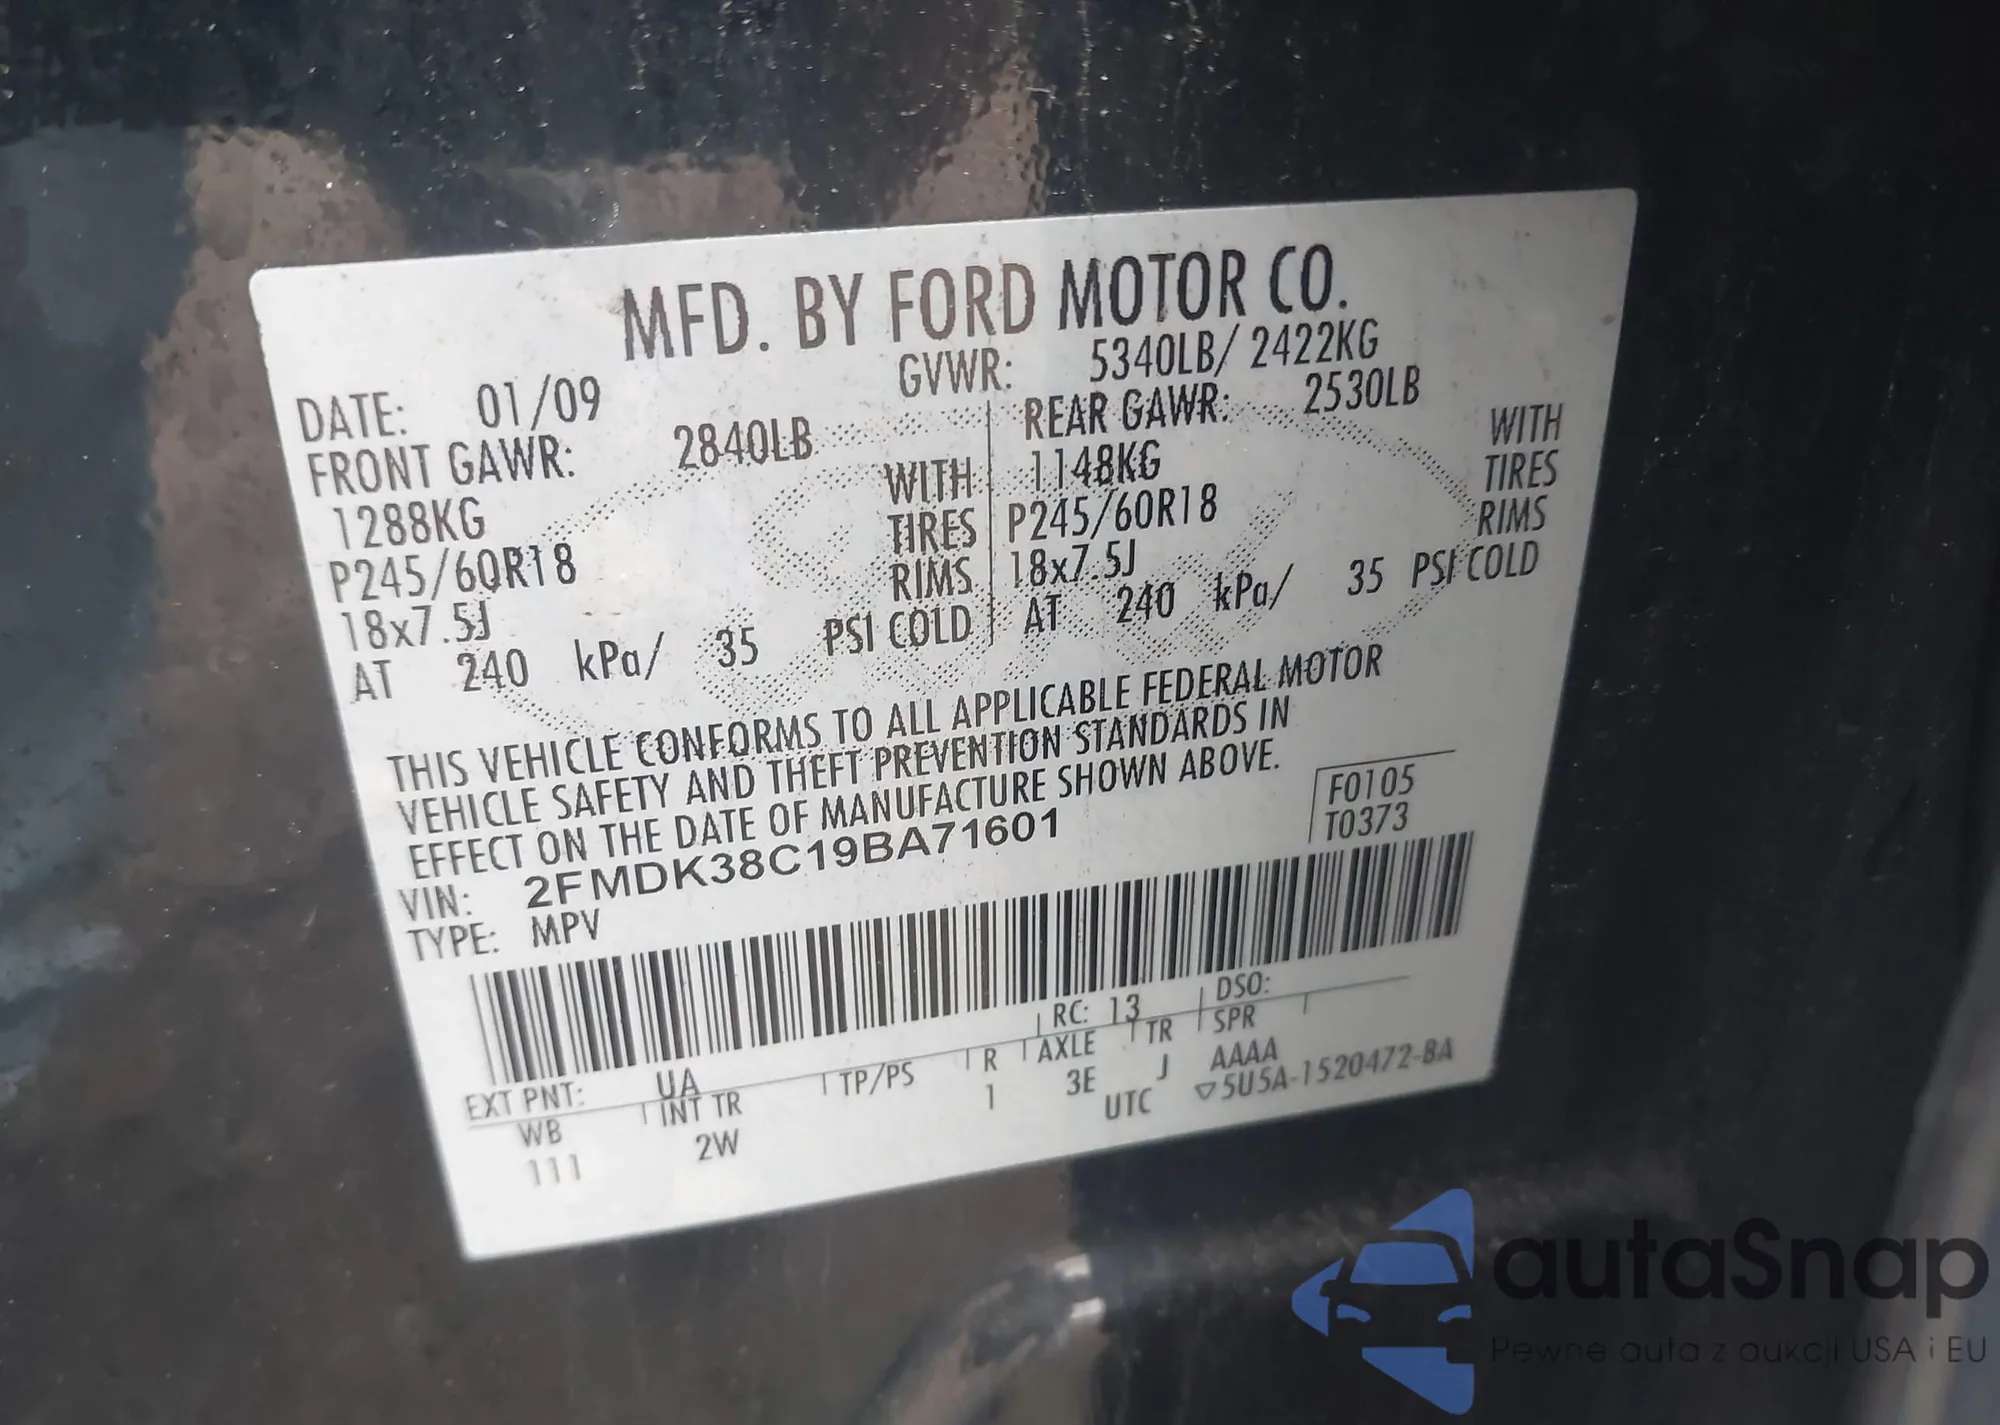 MFD. BY FORD MOTOR CO.
DATE: 01/09 GVWR: 5340LB/ 2422KG
FRONT GAWR: 2840LB REAR GAWR: 2530LB
1288KG WITH 1148KG WITH
P245/60R18 TIRES P245/60R18 TIRES
18x7.5J RIMS 18x7.5J RIMS
AT 240 kPa/ 35 PSI COLD AT 240 kPa/ 35 PSI COLD
THIS VEHICLE CONFORMS TO ALL APPLICABLE FEDERAL MOTOR
VEHICLE SAFETY AND THEFT PREVENTION STANDARDS IN
EFFECT ON THE DATE OF MANUFACTURE SHOWN ABOVE.
F0105
T0373
VIN: 2FMDK38C19BA71601
TYPE: MPV
EXT PNT: UA RC: 13 DSO:
WB INT TR TP/PS R AXLE TR SPR
111 2W 1 3E J AAAA
UTC ▽5U5A-1520472-BA
autaSnap
Pewne auta z aukcji USA i EU